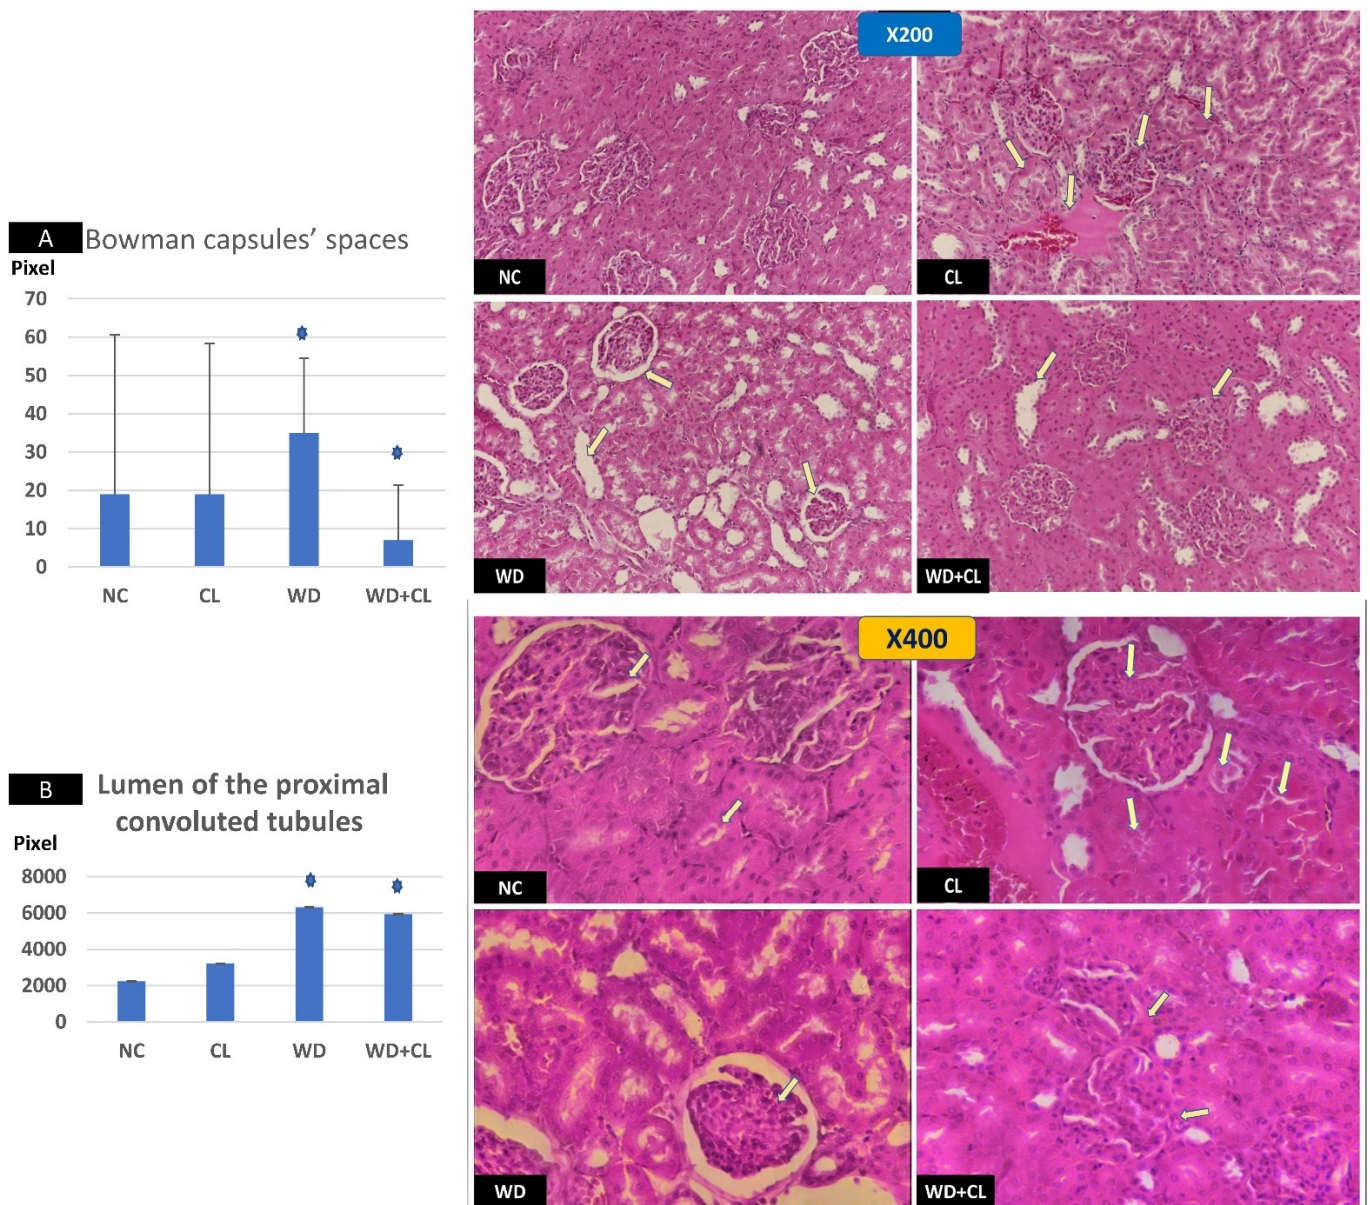 A Bowman capsules' spaces
Pixel
70
60
50
40
30
20
10
0
NC CL WD WD+CL
B Lumen of the proximal
convoluted tubules
Pixel
8000
6000
4000
2000
0
NC CL WD WD+CL
X200
NC CL
WD WD+CL
X400
NC CL
WD WD+CL